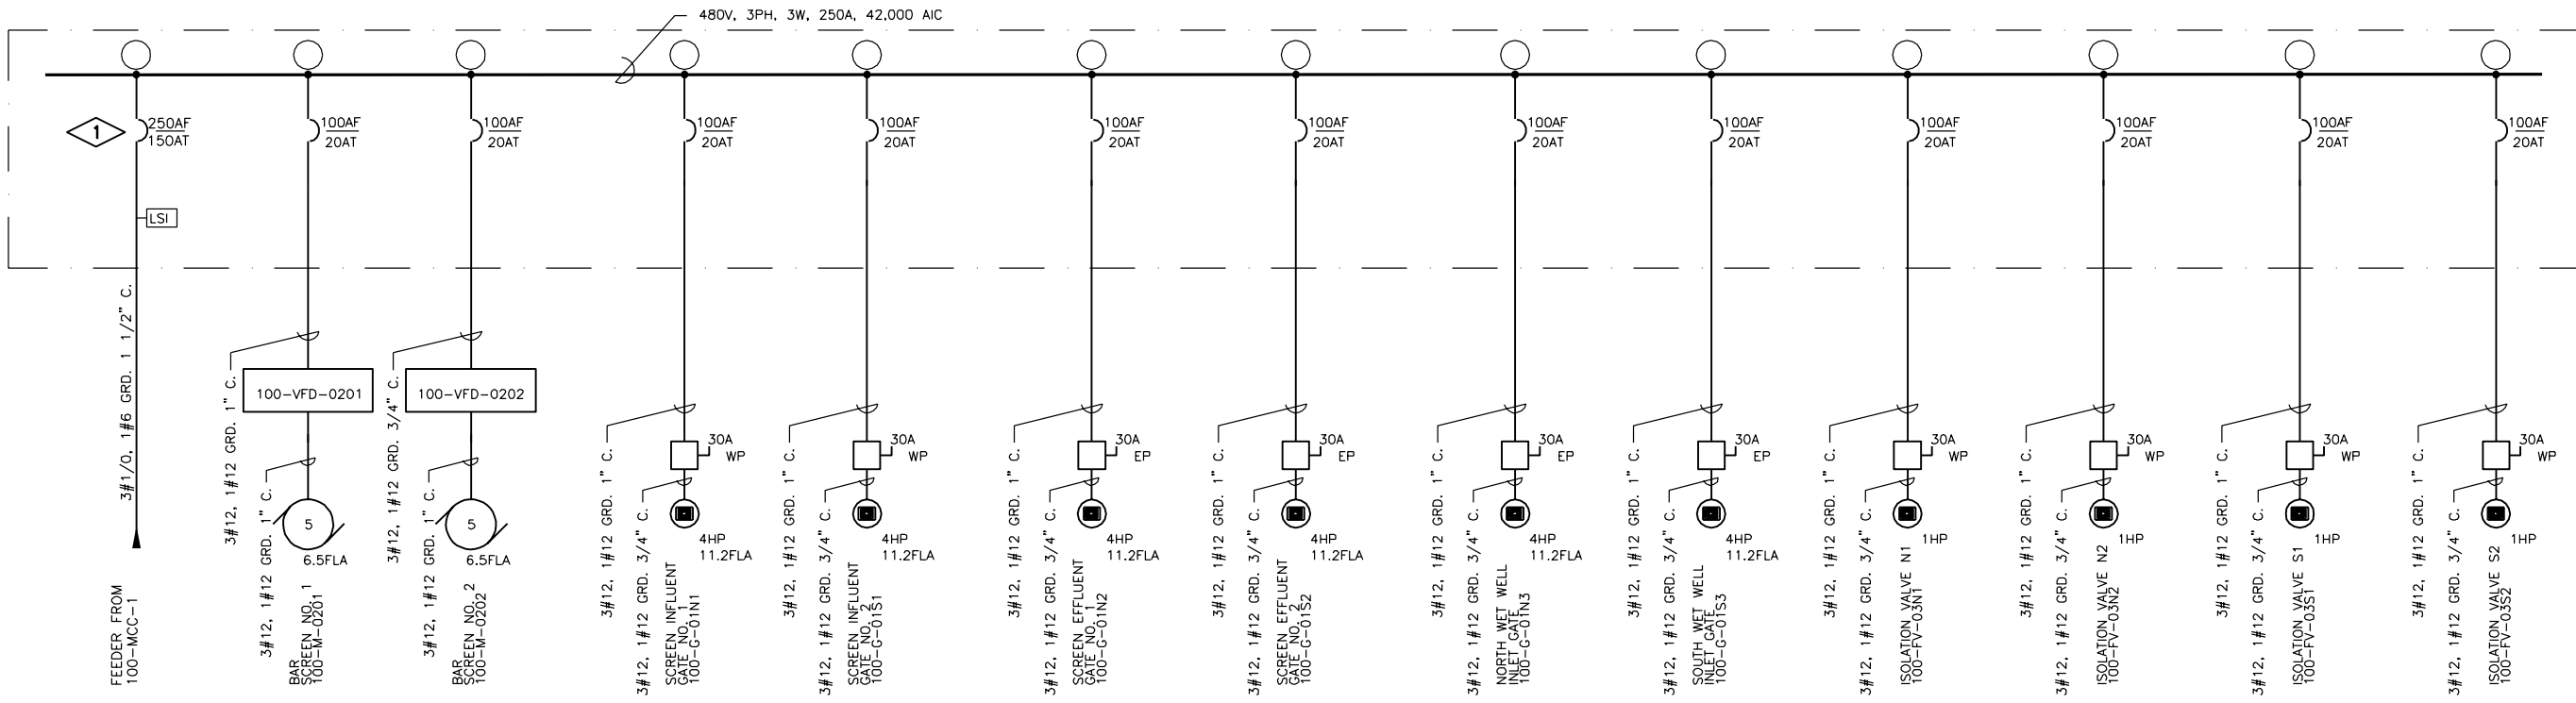 480V, 3PH, 3W, 250A, 42,000 AIC
1
250AF
150AT
LSI
3#1/0, 1#6 GRD. 1 1/2" C.
FEEDER FROM
100-MCC-1
100AF
20AT
3#12, 1#12 GRD. 1" C.
100-VFD-0201
3#12, 1#12 GRD. 1" C.
5
6.5FLA
BAR
SCREEN NO. 1
100-M-0201
100AF
20AT
3#12, 1#12 GRD. 3/4" C.
100-VFD-0202
3#12, 1#12 GRD. 1" C.
5
6.5FLA
BAR
SCREEN NO. 2
100-M-0202
100AF
20AT
3#12, 1#12 GRD. 1" C.
30A
WP
3#12, 1#12 GRD. 3/4" C.
4HP
11.2FLA
SCREEN INFLUENT
GATE NO. 1
100-G-01N1
100AF
20AT
3#12, 1#12 GRD. 1" C.
30A
WP
3#12, 1#12 GRD. 3/4" C.
4HP
11.2FLA
SCREEN INFLUENT
GATE NO. 2
100-G-01S1
100AF
20AT
3#12, 1#12 GRD. 1" C.
30A
EP
3#12, 1#12 GRD. 3/4" C.
4HP
11.2FLA
SCREEN EFFLUENT
GATE NO. 1
100-G-01N2
100AF
20AT
3#12, 1#12 GRD. 1" C.
30A
EP
3#12, 1#12 GRD. 3/4" C.
4HP
11.2FLA
SCREEN EFFLUENT
GATE NO. 2
100-G-01S2
100AF
20AT
3#12, 1#12 GRD. 1" C.
30A
EP
3#12, 1#12 GRD. 3/4" C.
4HP
11.2FLA
NORTH WET WELL
INLET GATE
100-G-01N3
100AF
20AT
3#12, 1#12 GRD. 1" C.
30A
EP
3#12, 1#12 GRD. 3/4" C.
4HP
11.2FLA
SOUTH WET WELL
INLET GATE
100-G-01S3
100AF
20AT
3#12, 1#12 GRD. 1" C.
30A
WP
3#12, 1#12 GRD. 3/4" C.
1HP
ISOLATION VALVE N1
100-FV-03N1
100AF
20AT
3#12, 1#12 GRD. 1" C.
30A
WP
3#12, 1#12 GRD. 3/4" C.
1HP
ISOLATION VALVE N2
100-FV-03N2
100AF
20AT
3#12, 1#12 GRD. 1" C.
30A
WP
3#12, 1#12 GRD. 3/4" C.
1HP
ISOLATION VALVE S1
100-FV-03S1
100AF
20AT
3#12, 1#12 GRD. 1" C.
30A
WP
3#12, 1#12 GRD. 3/4" C.
1HP
ISOLATION VALVE S2
100-FV-03S2